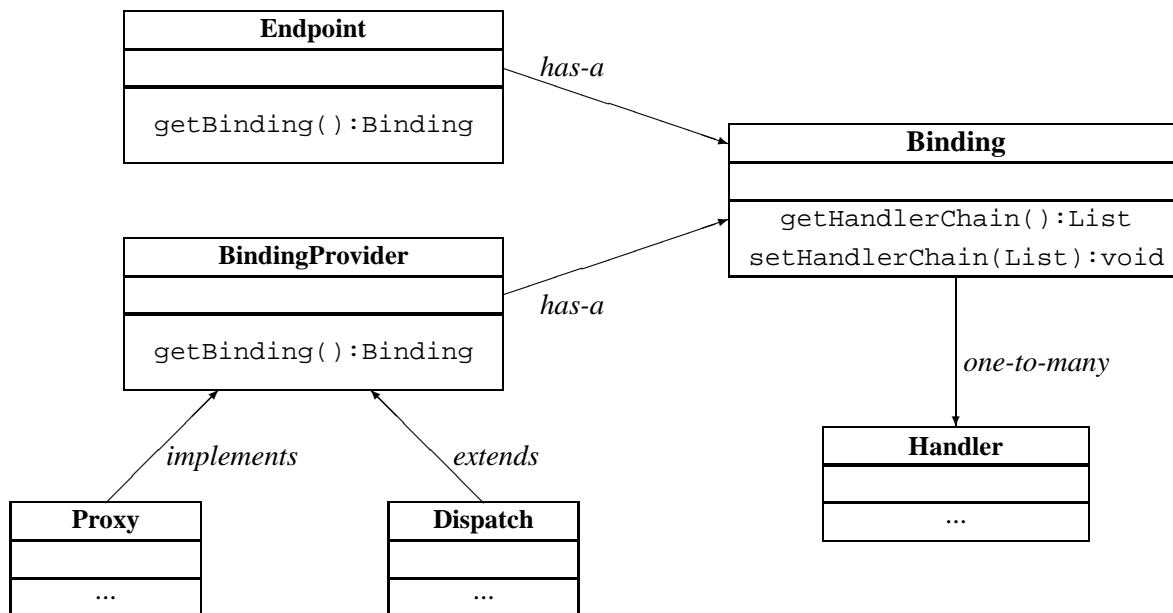 Endpoint
getBinding():Binding
has-a
Binding
getHandlerChain():List
setHandlerChain(List):void
BindingProvider
getBinding():Binding
has-a
one-to-many
implements
extends
Handler
...
Proxy
...
Dispatch
...